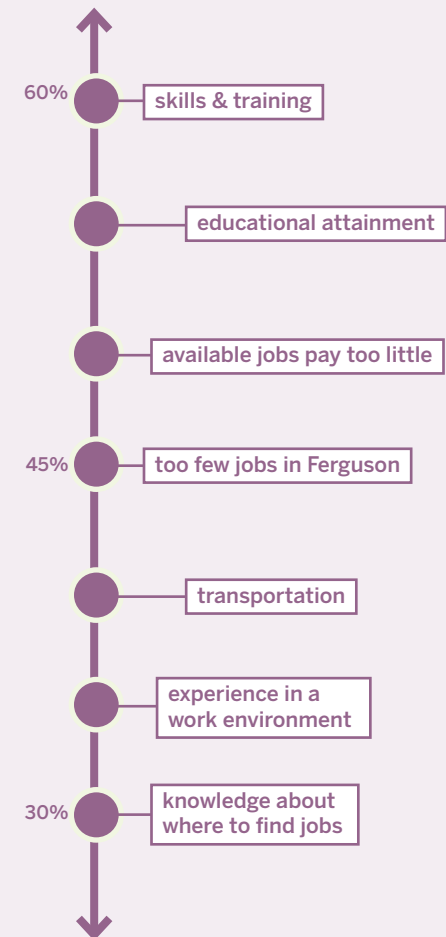 60%
skills & training
educational attainment
available jobs pay too little
45%
too few jobs in Ferguson
transportation
experience in a
work environment
30%
knowledge about
where to find jobs